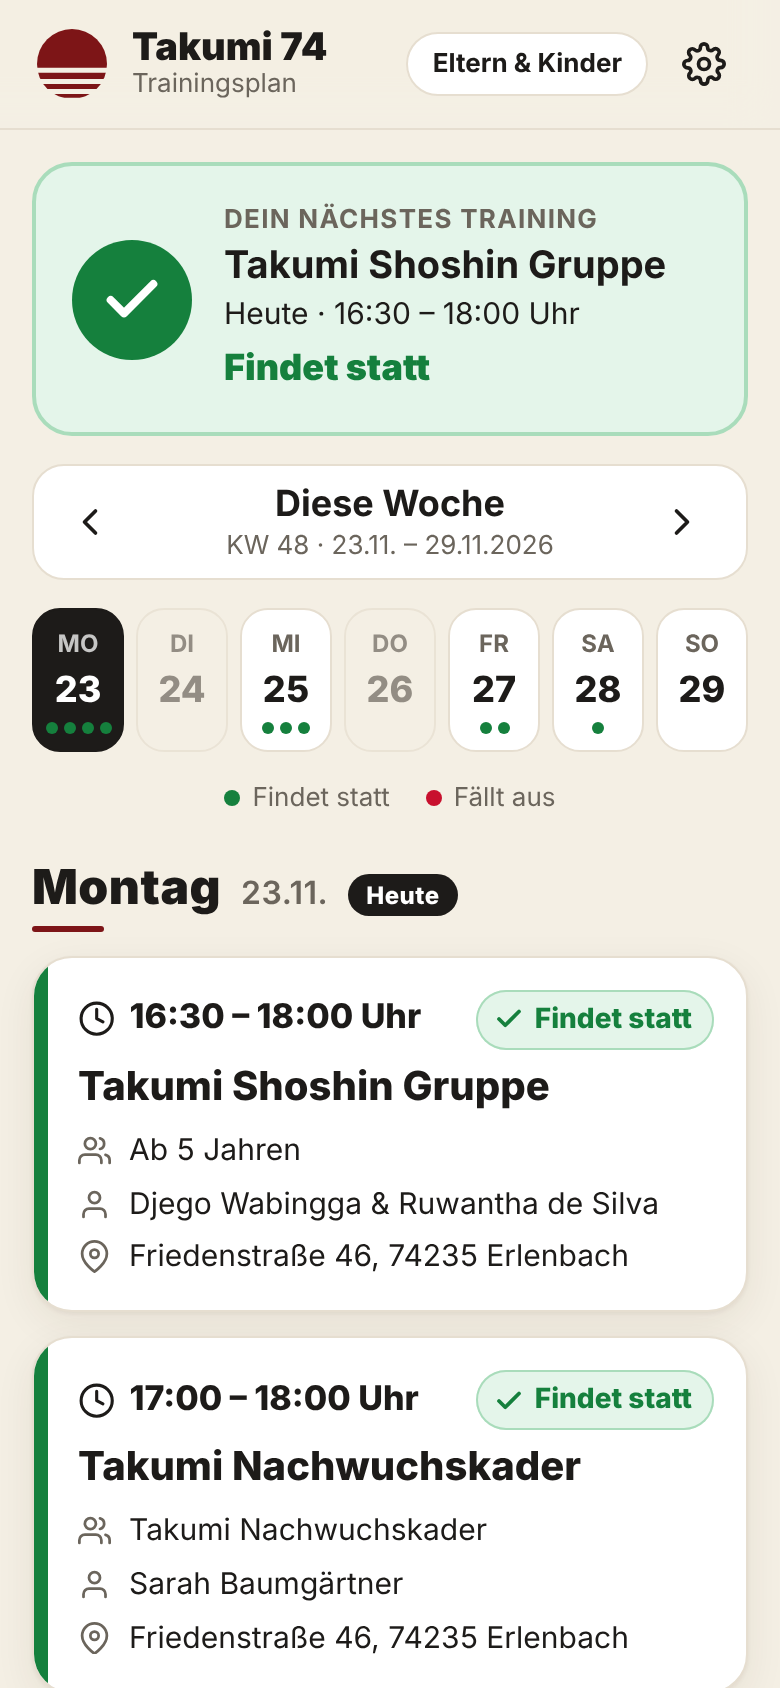 Takumi 74
Trainingsplan
Eltern & Kinder
DEIN NÄCHSTES TRAINING
Takumi Shoshin Gruppe
Heute · 16:30 – 18:00 Uhr
Findet statt
Diese Woche
KW 48 · 23.11. – 29.11.2026
MO DI MI DO FR SA SO
23 24 25 26 27 28 29
Findet statt Fällt aus
Montag 23.11. Heute
16:30 – 18:00 Uhr Findet statt
Takumi Shoshin Gruppe
Ab 5 Jahren
Djego Wabingga & Ruwantha de Silva
Friedenstraße 46, 74235 Erlenbach
17:00 – 18:00 Uhr Findet statt
Takumi Nachwuchskader
Takumi Nachwuchskader
Sarah Baumgärtner
Friedenstraße 46, 74235 Erlenbach